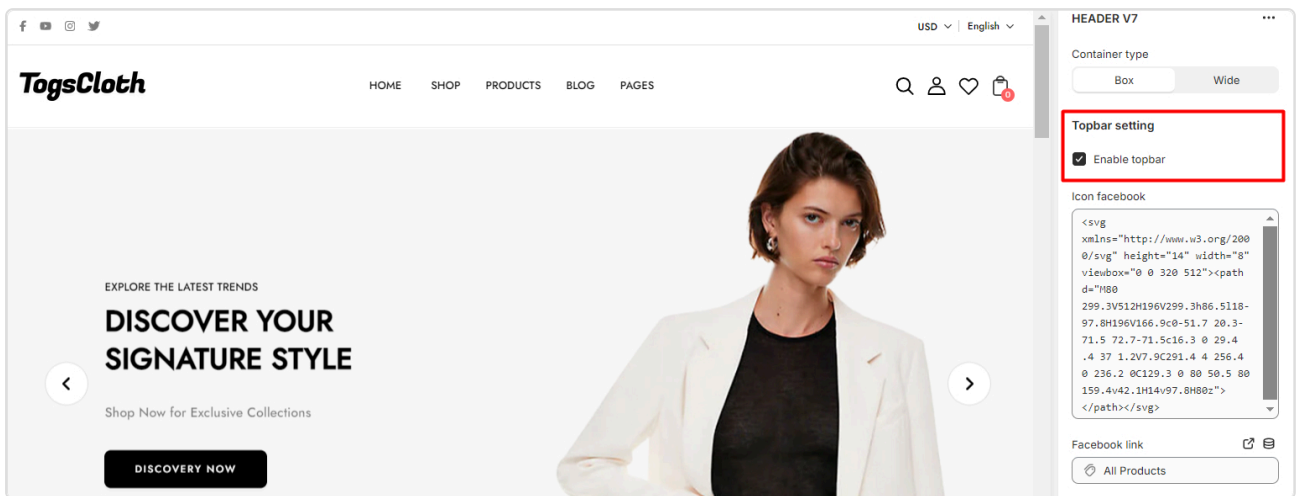 USD English
TogsCloth
HOME SHOP PRODUCTS BLOG PAGES
0
EXPLORE THE LATEST TRENDS
DISCOVER YOUR
SIGNATURE STYLE
Shop Now for Exclusive Collections
DISCOVERY NOW
HEADER V7
Container type
Box Wide
Topbar setting
Enable topbar
Icon facebook
<svg
xmlns="http://www.w3.org/200
0/svg" height="14" width="8"
viewbox="0 0 320 512"><path
d="M80
299.3V512H196V299.3h86.5l18-
97.8H196V166.9c0-51.7 20.3-
71.5 72.7-71.5c16.3 0 29.4
.4 37 1.2V7.9C291.4 4 256.4
0 236.2 0C129.3 0 80 50.5 80
159.4v42.1H14v97.8H80z">
</path></svg>
Facebook link
All Products